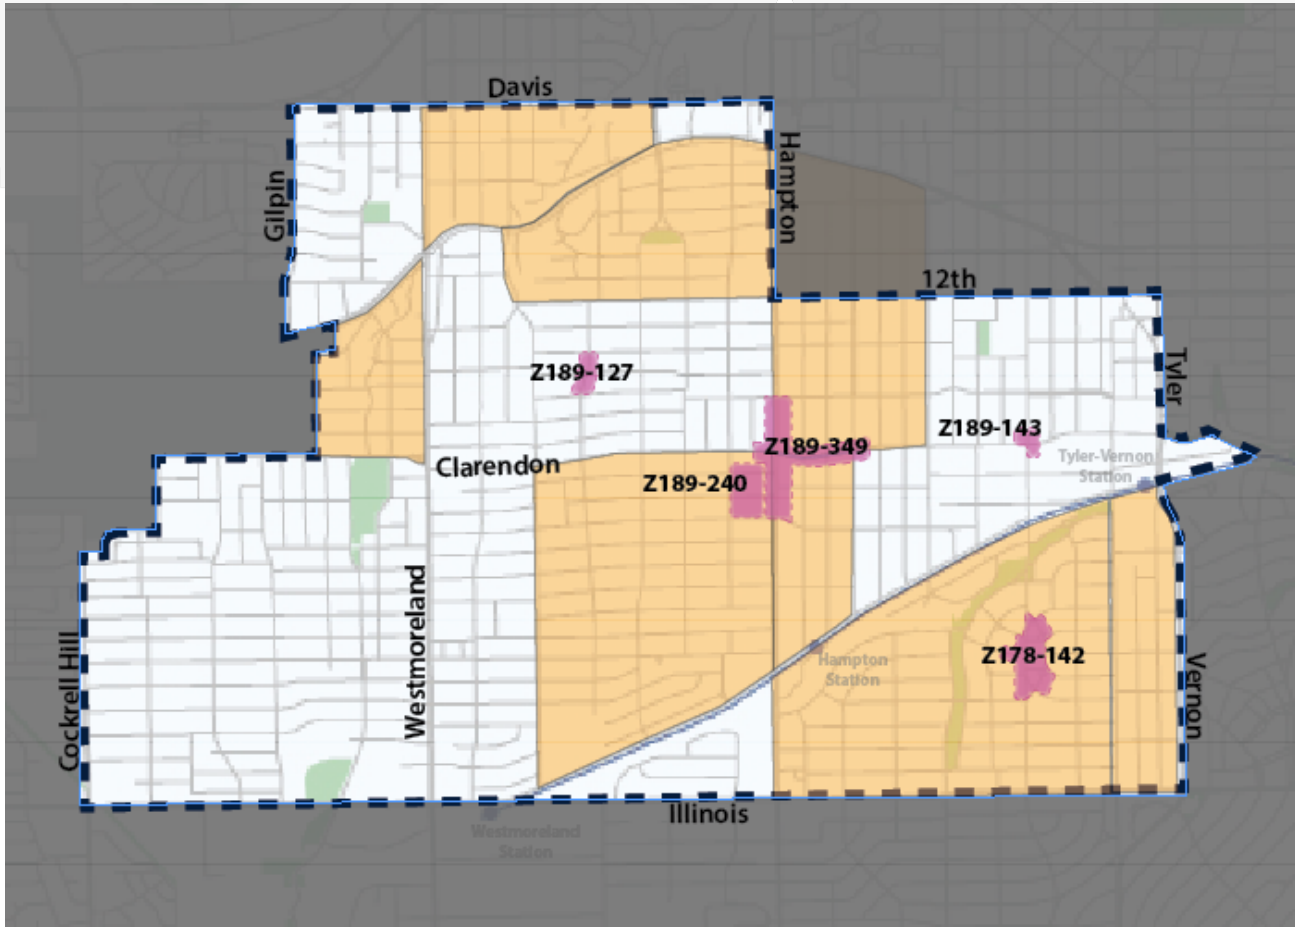 Davis
Hampton
Gilpin
12th
Tyler
Z189-127
Z189-143
Z189-349
Clarendon
Tyler-Vernon
Station
Z189-240
Westmoreland
Cockrell Hill
Hampton
Station
Z178-142
Vernon
Illinois
Westmoreland
Station